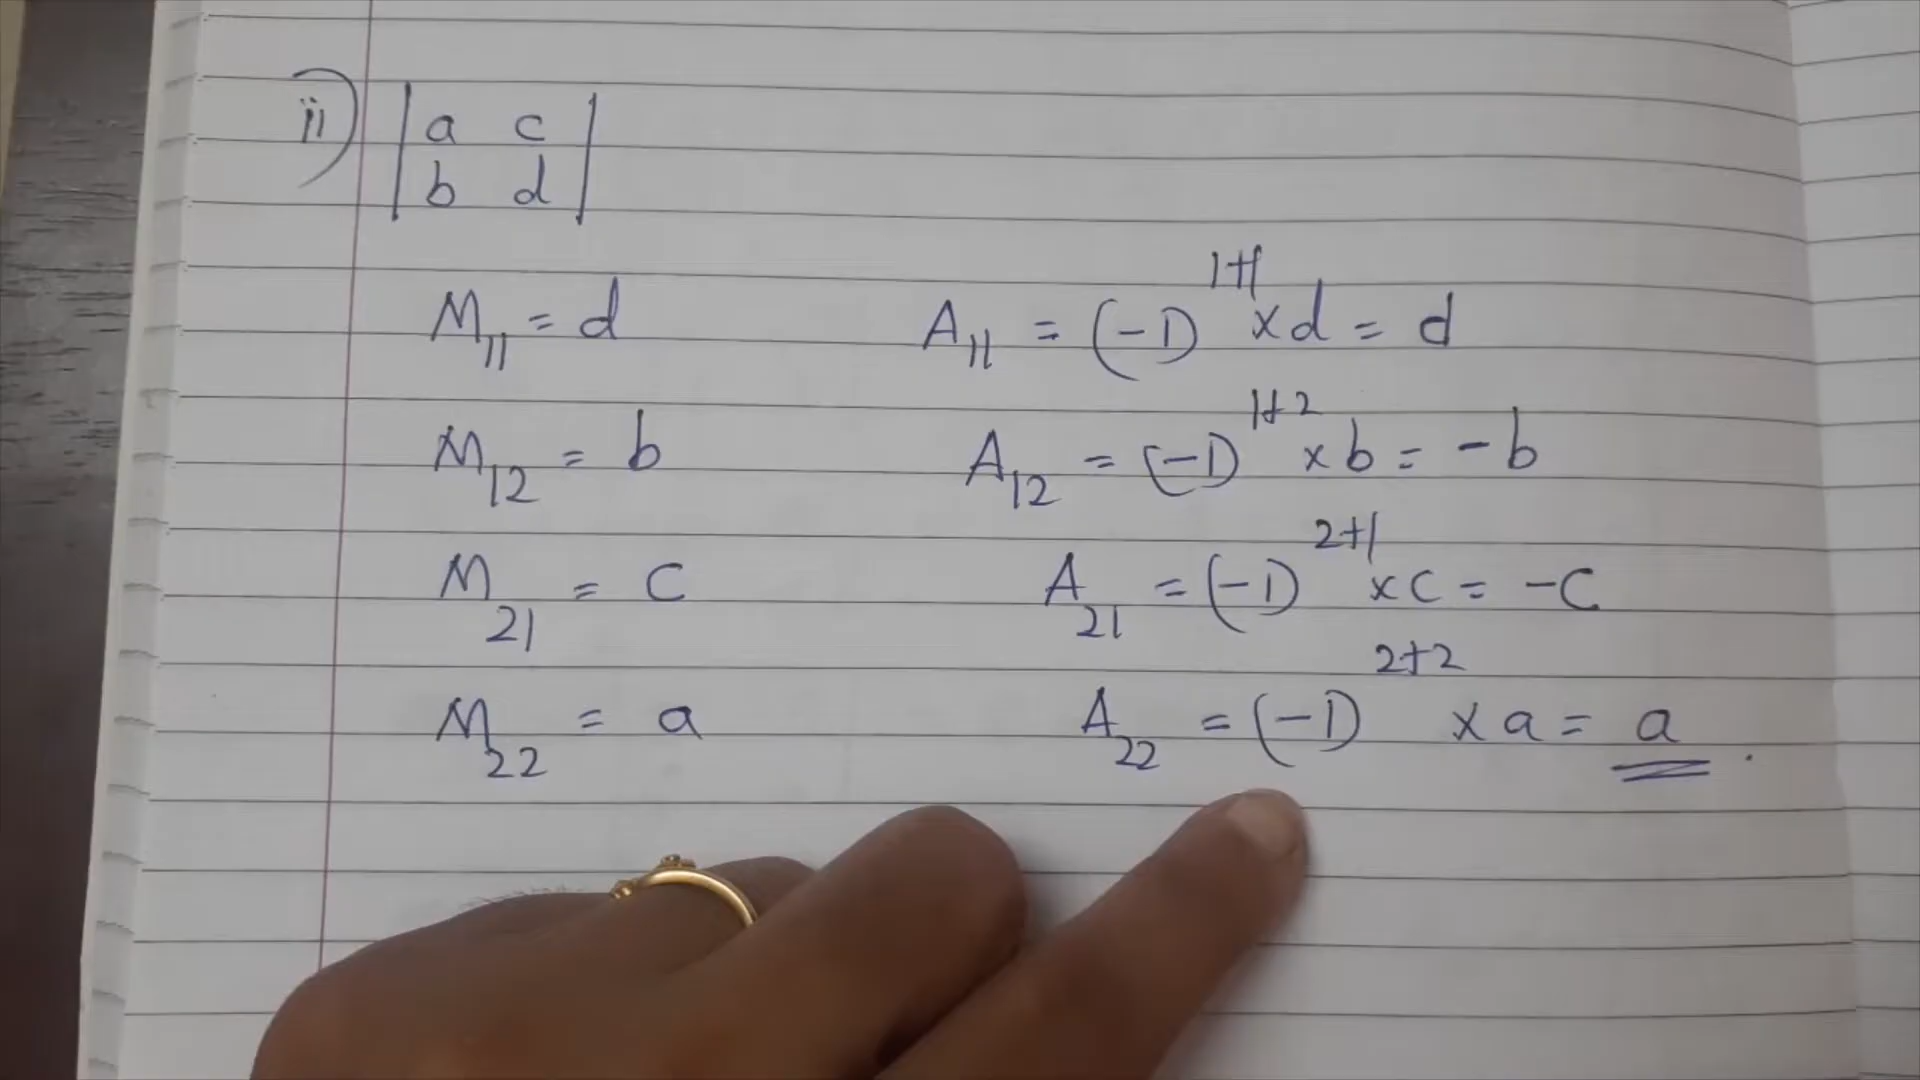 ii) | a c |
| b d |
M₁₁ = d A₁₁ = (-1)¹⁺¹ × d = d
M₁₂ = b A₁₂ = (-1)¹⁺² × b = -b
M₂₁ = c A₂₁ = (-1)²⁺¹ × c = -c
M₂₂ = a A₂₂ = (-1)²⁺² × a = a.